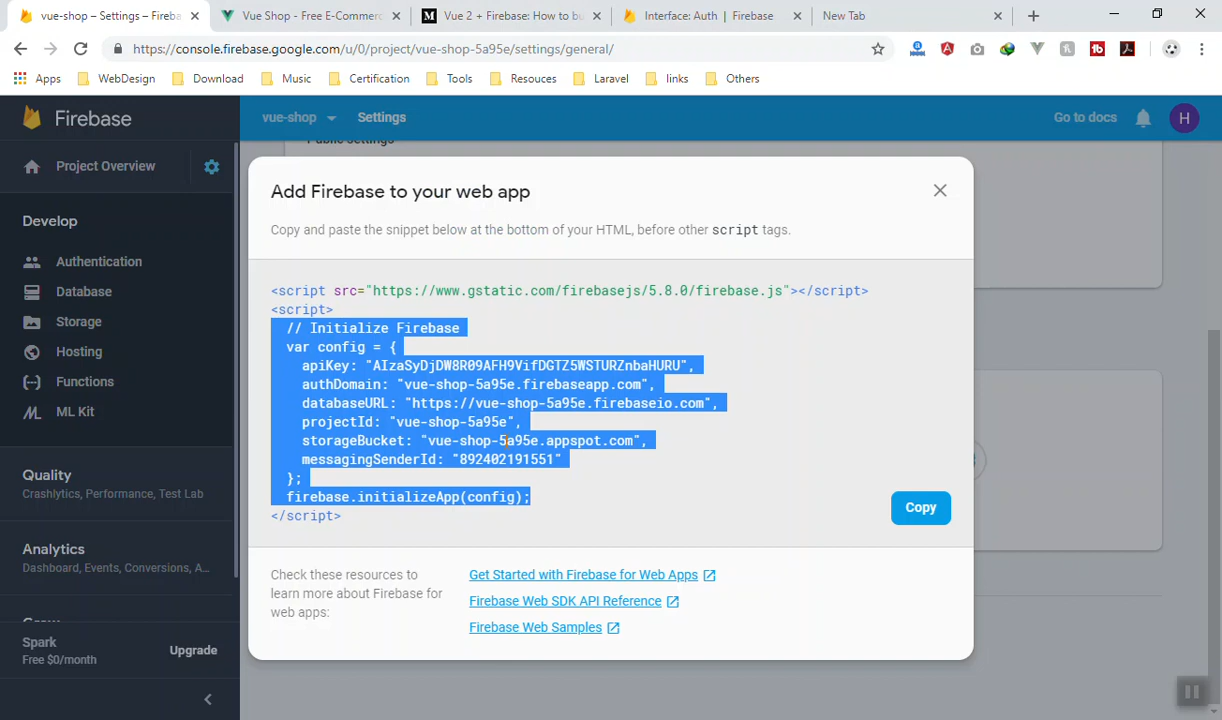 vue-shop – Settings – Fireba
Vue Shop - Free E-Commerc
Vue 2 + Firebase: How to bu
Interface: Auth | Firebase
New Tab
https://console.firebase.google.com/u/0/project/vue-shop-5a95e/settings/general/
Apps
WebDesign
Download
Music
Certification
Tools
Resouces
Laravel
links
Others
Firebase
vue-shop
Settings
Go to docs
H
Public settings
Project Overview
Develop
Authentication
Database
Storage
Hosting
Functions
ML Kit
Quality
Crashlytics, Performance, Test Lab
Analytics
Dashboard, Events, Conversions, A...
Spark
Free $0/month
Upgrade
Add Firebase to your web app
Copy and paste the snippet below at the bottom of your HTML, before other script tags.
<script src="https://www.gstatic.com/firebasejs/5.8.0/firebase.js"></script>
<script>
// Initialize Firebase
var config = {
apiKey: "AIzaSyDjDW8R09AFH9VifDGTZ5WSTURZnbaHURU",
authDomain: "vue-shop-5a95e.firebaseapp.com",
databaseURL: "https://vue-shop-5a95e.firebaseio.com",
projectId: "vue-shop-5a95e",
storageBucket: "vue-shop-5a95e.appspot.com",
messagingSenderId: "892402191551"
};
firebase.initializeApp(config);
</script>
Copy
Check these resources to
learn more about Firebase for
web apps:
Get Started with Firebase for Web Apps
Firebase Web SDK API Reference
Firebase Web Samples